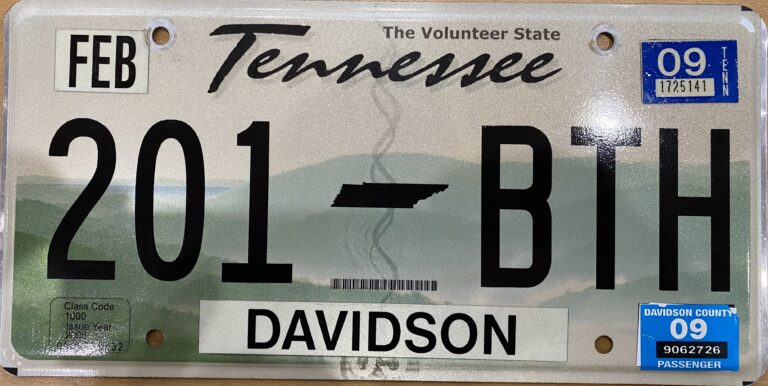 The Volunteer State
FEB
Tennessee
09
TENN
1725141
201 BTH
Class Code
1000
Issue Year
2005
DAVIDSON
DAVIDSON COUNTY
09
9062726
PASSENGER